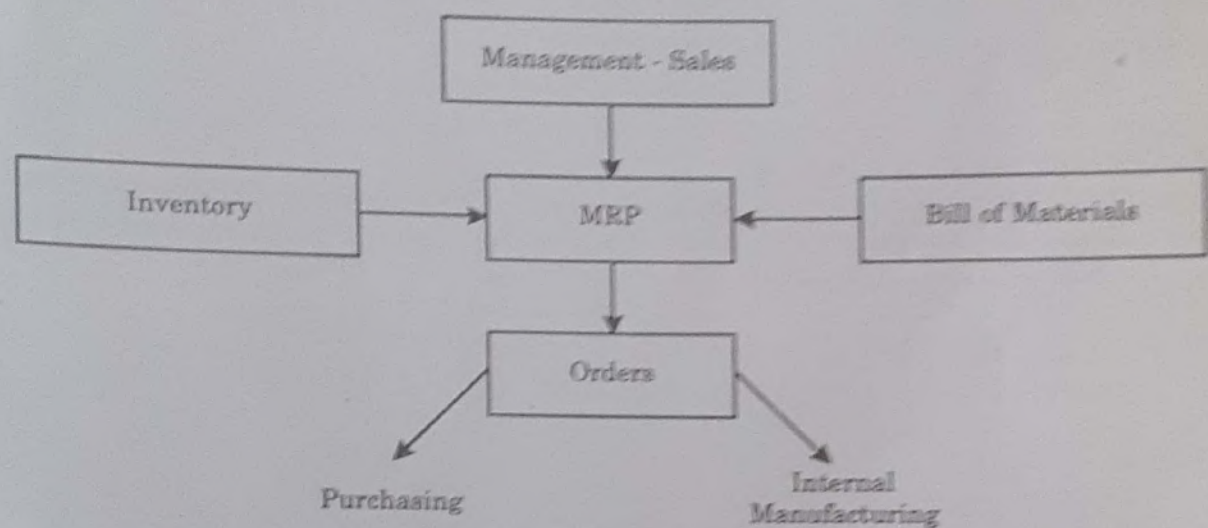 Management - Sales
Inventory
MRP
Bill of Materials
Orders
Purchasing
Internal
Manufacturing